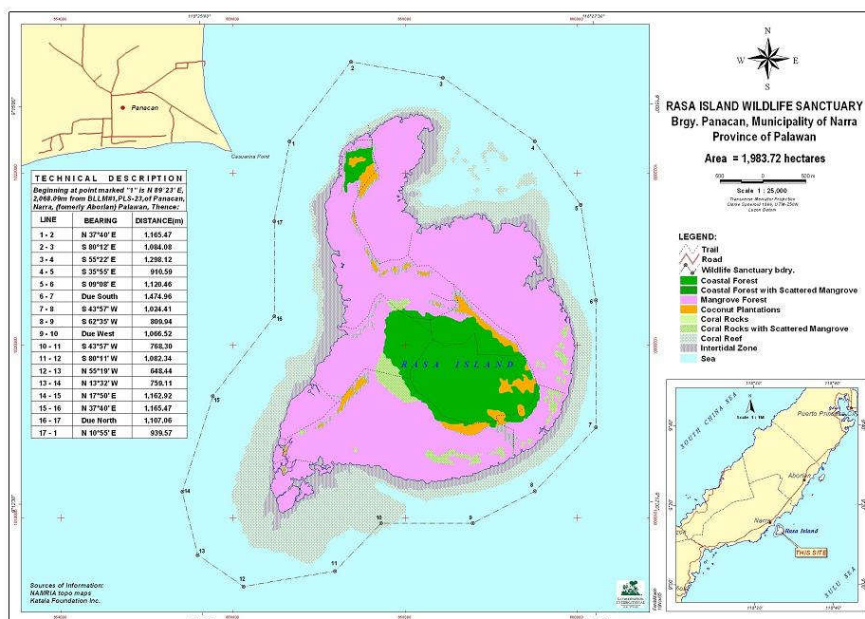 RASA ISLAND WILDLIFE SANCTUARY
Brgy. Panacan, Municipality of Narra
Province of Palawan
Area = 1,983.72 hectares
Scale 1 : 25,000
N
W
E
S
LEGEND:
Trail
Road
Wildlife Sanctuary bdry.
Coastal Forest
Coastal Forest with Scattered Mangrove
Mangrove Forest
Coconut Plantations
Coral Rocks
Coral Rocks with Scattered Mangrove
Coral Reef
Intertidal Zone
Sea
Panacan
Casuarina Point
TECHNICAL DESCRIPTION
Beginning at point marked "1" is N 89°23' E,
2,068.09m from BLLM#1,PLS-23,of Panacan,
Narra, (fomerly Aborlan) Palawan, Thence:
LINE BEARING DISTANCE(m)
1 - 2 N 37°40' E 1,165.47
2 - 3 S 80°12' E 1,084.08
3 - 4 S 55°22' E 1,298.12
4 - 5 S 35°55' E 910.59
5 - 6 S 09°08' E 1,120.46
6 - 7 Due South 1,474.96
7 - 8 S 43°57' W 1,024.41
8 - 9 S 62°35' W 809.94
9 - 10 Due West 1,066.52
10 - 11 S 43°57' W 768.30
11 - 12 S 80°11' W 1,082.34
12 - 13 N 55°19' W 648.44
13 - 14 N 13°32' W 759.11
14 - 15 N 17°50' E 1,162.92
15 - 16 N 37°40' E 1,165.47
16 - 17 Due North 1,107.06
17 - 1 N 10°55' E 939.57
RASA ISLAND
1
2
3
4
5
6
7
8
9
10
11
12
13
14
15
16
17
Sources of Information:
NAMRIA topo maps
Katala Foundation Inc.
SOUTH CHINA SEA
Puerto Princesa
Aborlan
Narra
Rasa Island
THIS SITE
SULU SEA